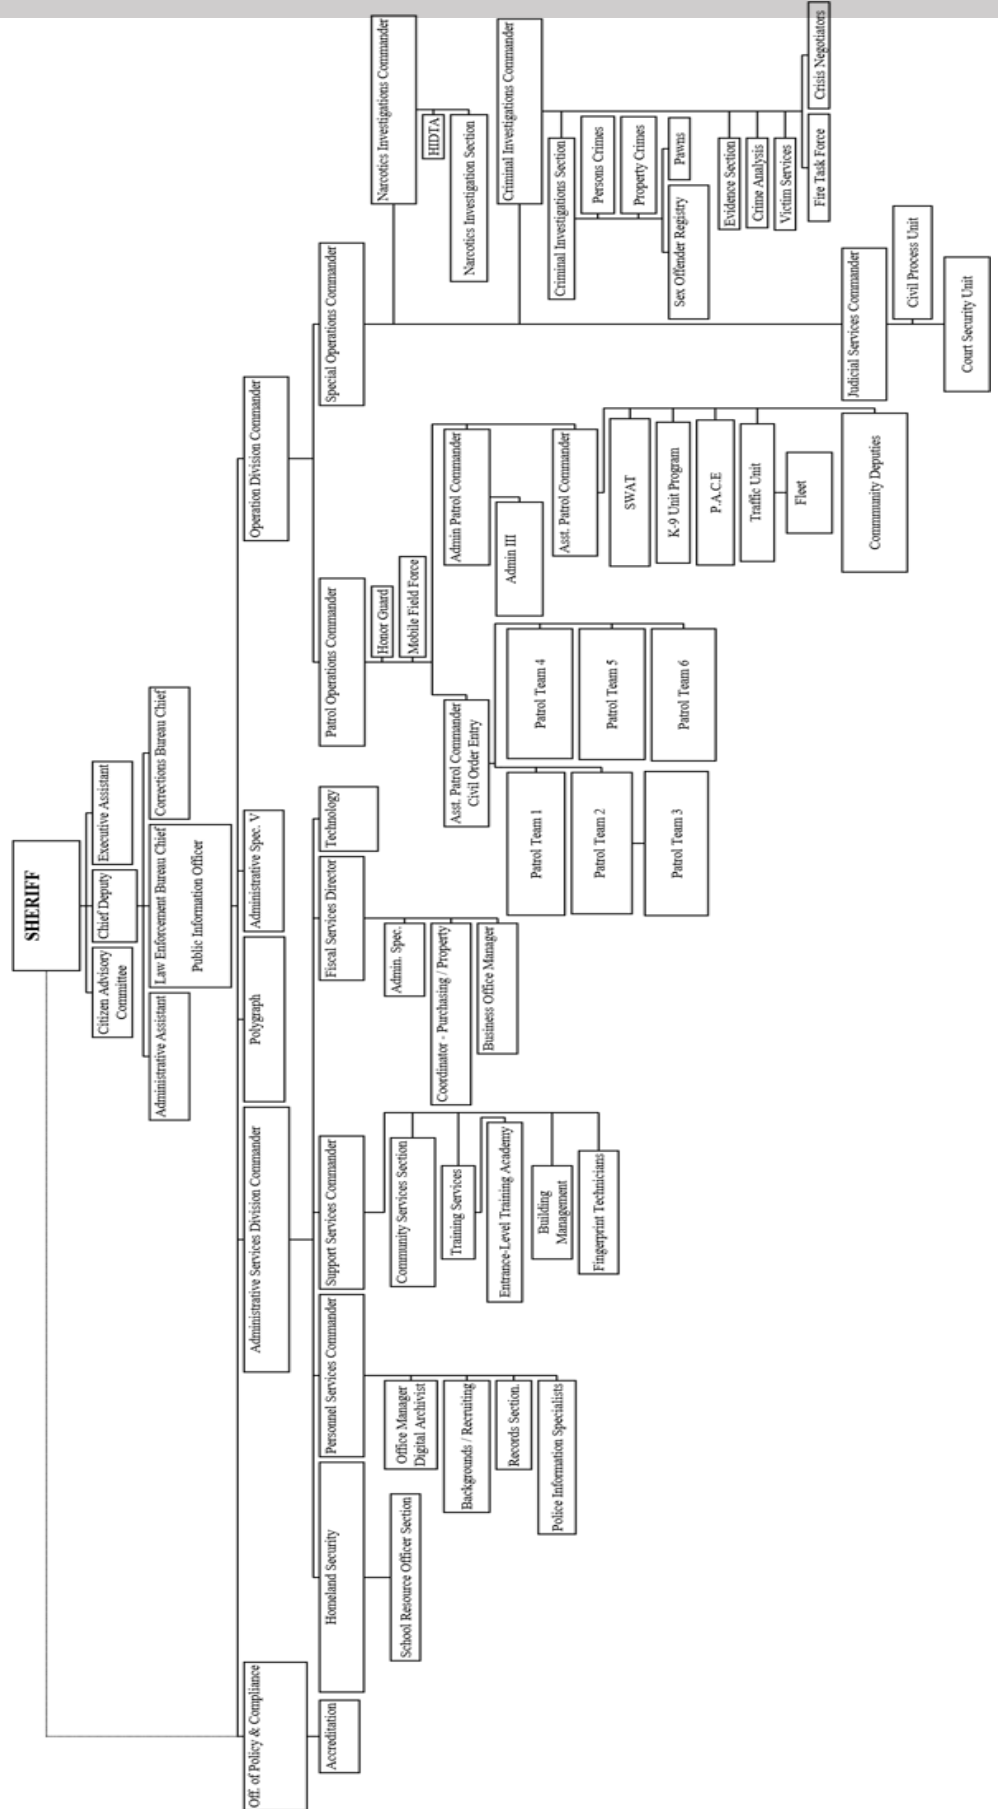 SHERIFF
Citizen Advisory
Committee
Chief Deputy
Executive Assistant
Administrative Assistant
Law Enforcement Bureau Chief
Public Information Officer
Corrections Bureau Chief
Off. of Policy & Compliance
Administrative Services Division Commander
Polygraph
Administrative Spec. V
Operation Division Commander
Accreditation
Homeland Security
Personnel Services Commander
Support Services Commander
Fiscal Services Director
Technology
Patrol Operations Commander
Special Operations Commander
School Resource Officer Section
Office Manager
Digital Archivist
Backgrounds / Recruiting
Records Section.
Police Information Specialists
Community Services Section
Training Services
Entrance-Level Training Academy
Building
Management
Fingerprint Technicians
Admin. Spec.
Coordinator - Purchasing / Property
Business Office Manager
Honor Guard
Mobile Field Force
Asst. Patrol Commander
Civil Order Entry
Patrol Team 1
Patrol Team 4
Patrol Team 2
Patrol Team 5
Patrol Team 3
Patrol Team 6
Admin Patrol Commander
Admin III
Asst. Patrol Commander
SWAT
K-9 Unit Program
P.A.C.E
Traffic Unit
Fleet
Community Deputies
Narcotics Investigations Commander
HIDTA
Narcotics Investigation Section
Criminal Investigations Commander
Criminal Investigations Section
Persons Crimes
Property Crimes
Sex Offender Registry
Pawns
Evidence Section
Crime Analysis
Victim Services
Fire Task Force
Crisis Negotiators
Judicial Services Commander
Civil Process Unit
Court Security Unit